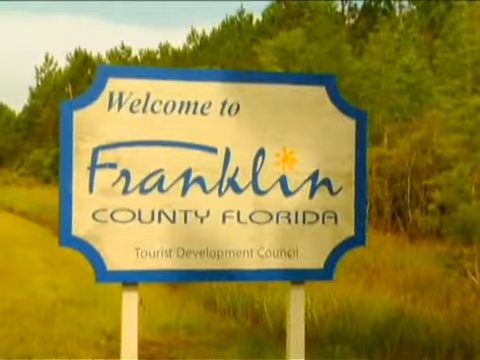 Welcome to
Franklin
COUNTY FLORIDA
Tourist Development Council